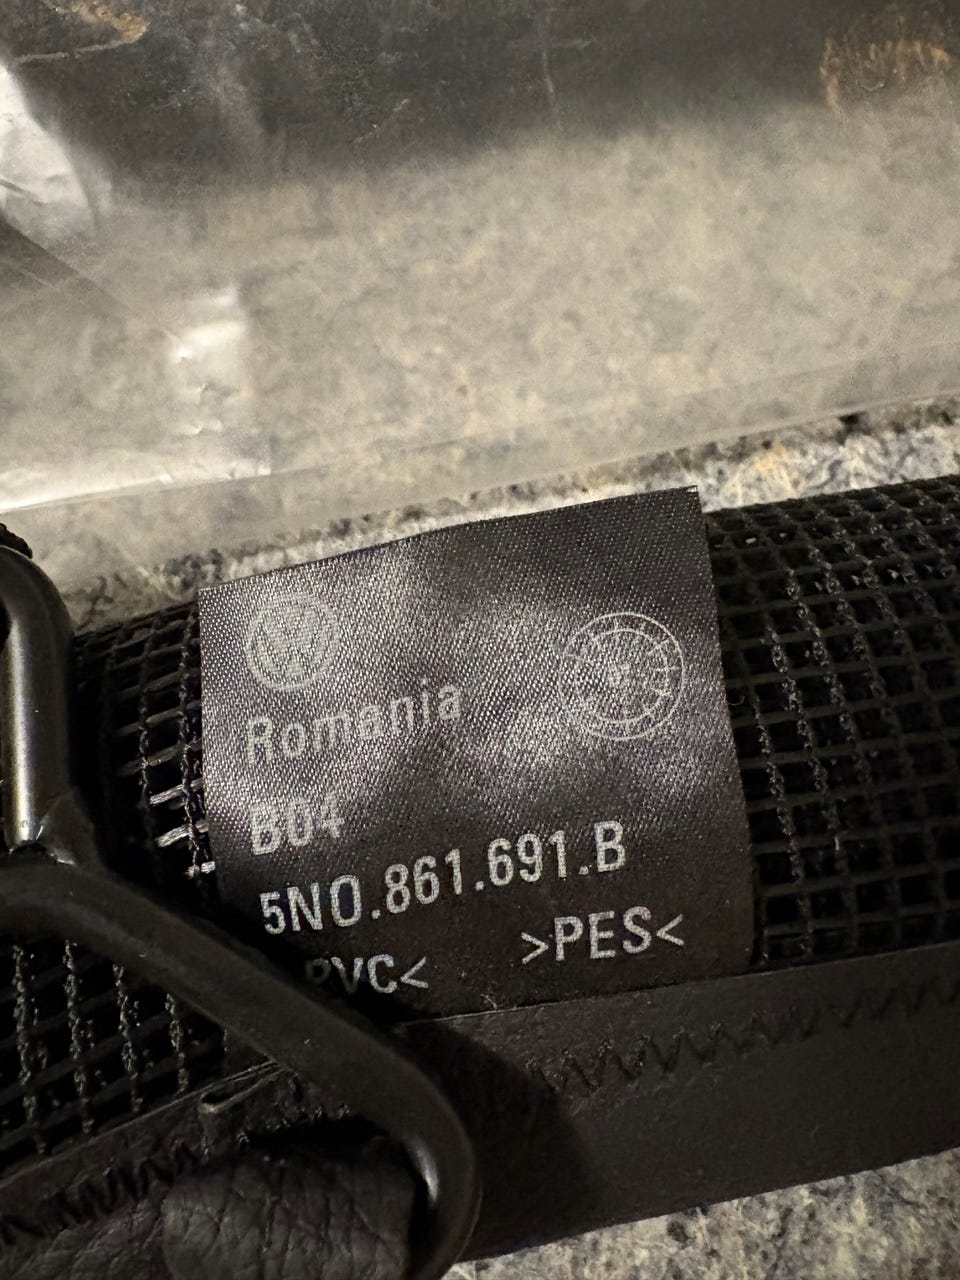 Romania
B04
5N0.861.691.B
PVC< >PES<